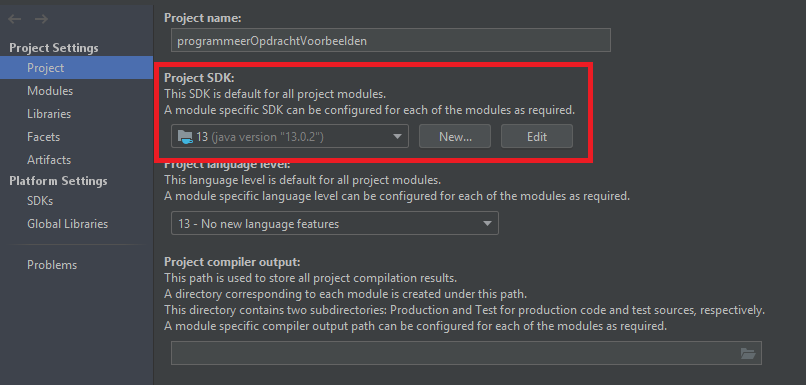 Project Settings
Project
Modules
Libraries
Facets
Artifacts
Platform Settings
SDKs
Global Libraries
Problems
Project name:
programmeerOpdrachtVoorbeelden
Project SDK:
This SDK is default for all project modules.
A module specific SDK can be configured for each of the modules as required.
13 (java version "13.0.2")
New...
Edit
Project language level:
This language level is default for all project modules.
A module specific language level can be configured for each of the modules as required.
13 - No new language features
Project compiler output:
This path is used to store all project compilation results.
A directory corresponding to each module is created under this path.
This directory contains two subdirectories: Production and Test for production code and test sources, respectively.
A module specific compiler output path can be configured for each of the modules as required.